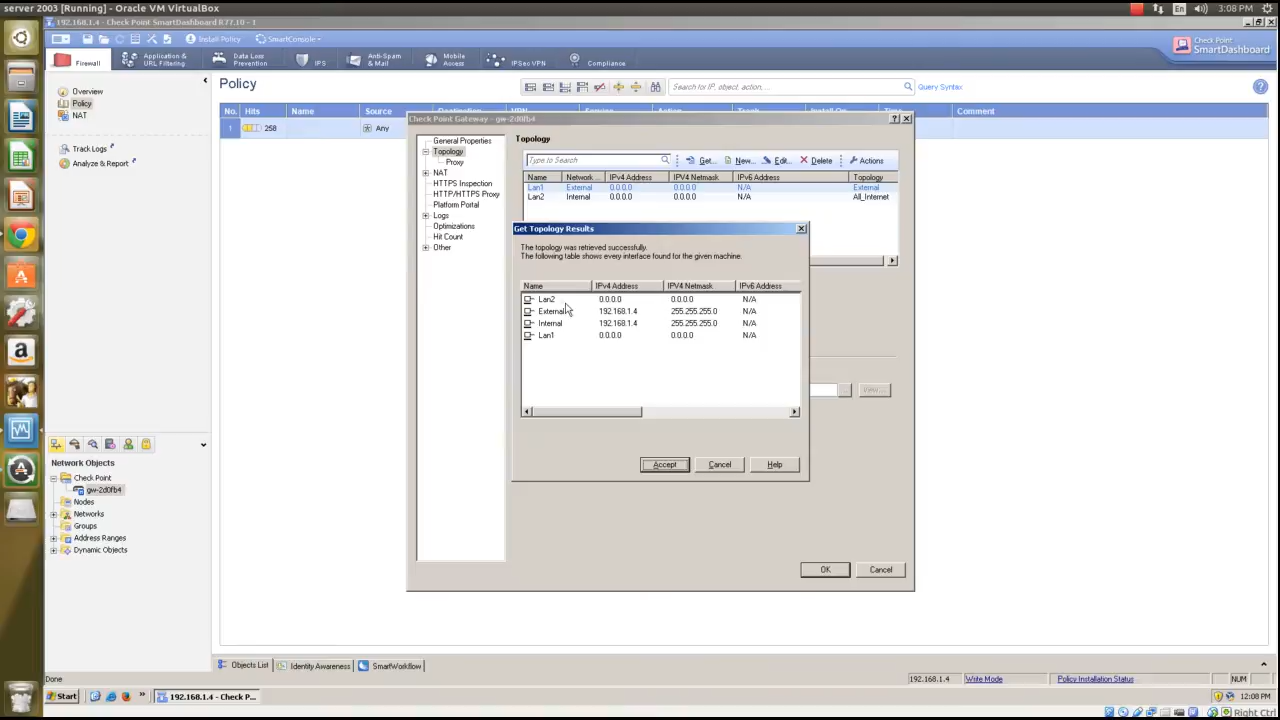 server 2003 [Running] - Oracle VM VirtualBox
En
3:08 PM
192.168.1.4 - Check Point SmartDashboard R77.10 - 1
Install Policy
SmartConsole
Firewall
Application & URL Filtering
Data Loss Prevention
IPS
Anti-Spam & Mail
Mobile Access
IPSec VPN
Compliance
Check Point
SmartDashboard
Overview
Policy
NAT
Track Logs
Analyze & Report
Policy
Search for IP, object, action,...
Query Syntax
No. Hits Name Source Comment
1 258 Any
Check Point Gateway - gw-2d0fb4
General Properties
Topology
Proxy
NAT
HTTPS Inspection
HTTP/HTTPS Proxy
Platform Portal
Logs
Optimizations
Hit Count
Other
Topology
Type to Search
Get... New... Edit... Delete Actions
Name Network... IPv4 Address IPV4 Netmask IPV6 Address Topology
Lan1 External 0.0.0.0 0.0.0.0 N/A External
Lan2 Internal 0.0.0.0 0.0.0.0 N/A All_Internet
Get Topology Results
The topology was retrieved successfully.
The following table shows every interface found for the given machine.
Name IPv4 Address IPV4 Netmask IPV6 Address
Lan2 0.0.0.0 0.0.0.0 N/A
External 192.168.1.4 255.255.255.0 N/A
Internal 192.168.1.4 255.255.255.0 N/A
Lan1 0.0.0.0 0.0.0.0 N/A
Accept Cancel Help
OK Cancel
Network Objects
Check Point
gw-2d0fb4
Nodes
Networks
Groups
Address Ranges
Dynamic Objects
Objects List Identity Awareness SmartWorkflow
Done 192.168.1.4 Write Mode Policy Installation Status NUM
Start 192.168.1.4 - Check P... 12:08 PM
Right Ctrl